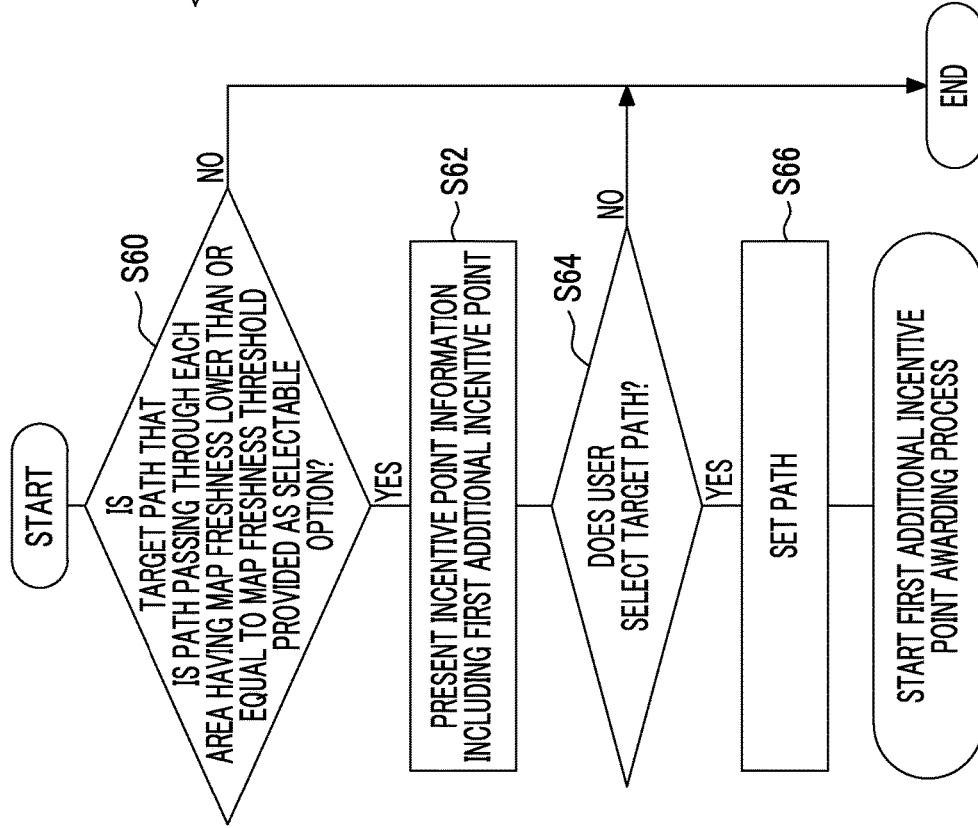 START
IS
TARGET PATH THAT
IS PATH PASSING THROUGH EACH
AREA HAVING MAP FRESHNESS LOWER THAN OR
EQUAL TO MAP FRESHNESS THRESHOLD
PROVIDED AS SELECTABLE
OPTION?
S60
NO
YES
PRESENT INCENTIVE POINT INFORMATION
INCLUDING FIRST ADDITIONAL INCENTIVE POINT
S62
DOES USER
SELECT TARGET PATH?
S64
NO
YES
SET PATH
S66
START FIRST ADDITIONAL INCENTIVE
POINT AWARDING PROCESS
END